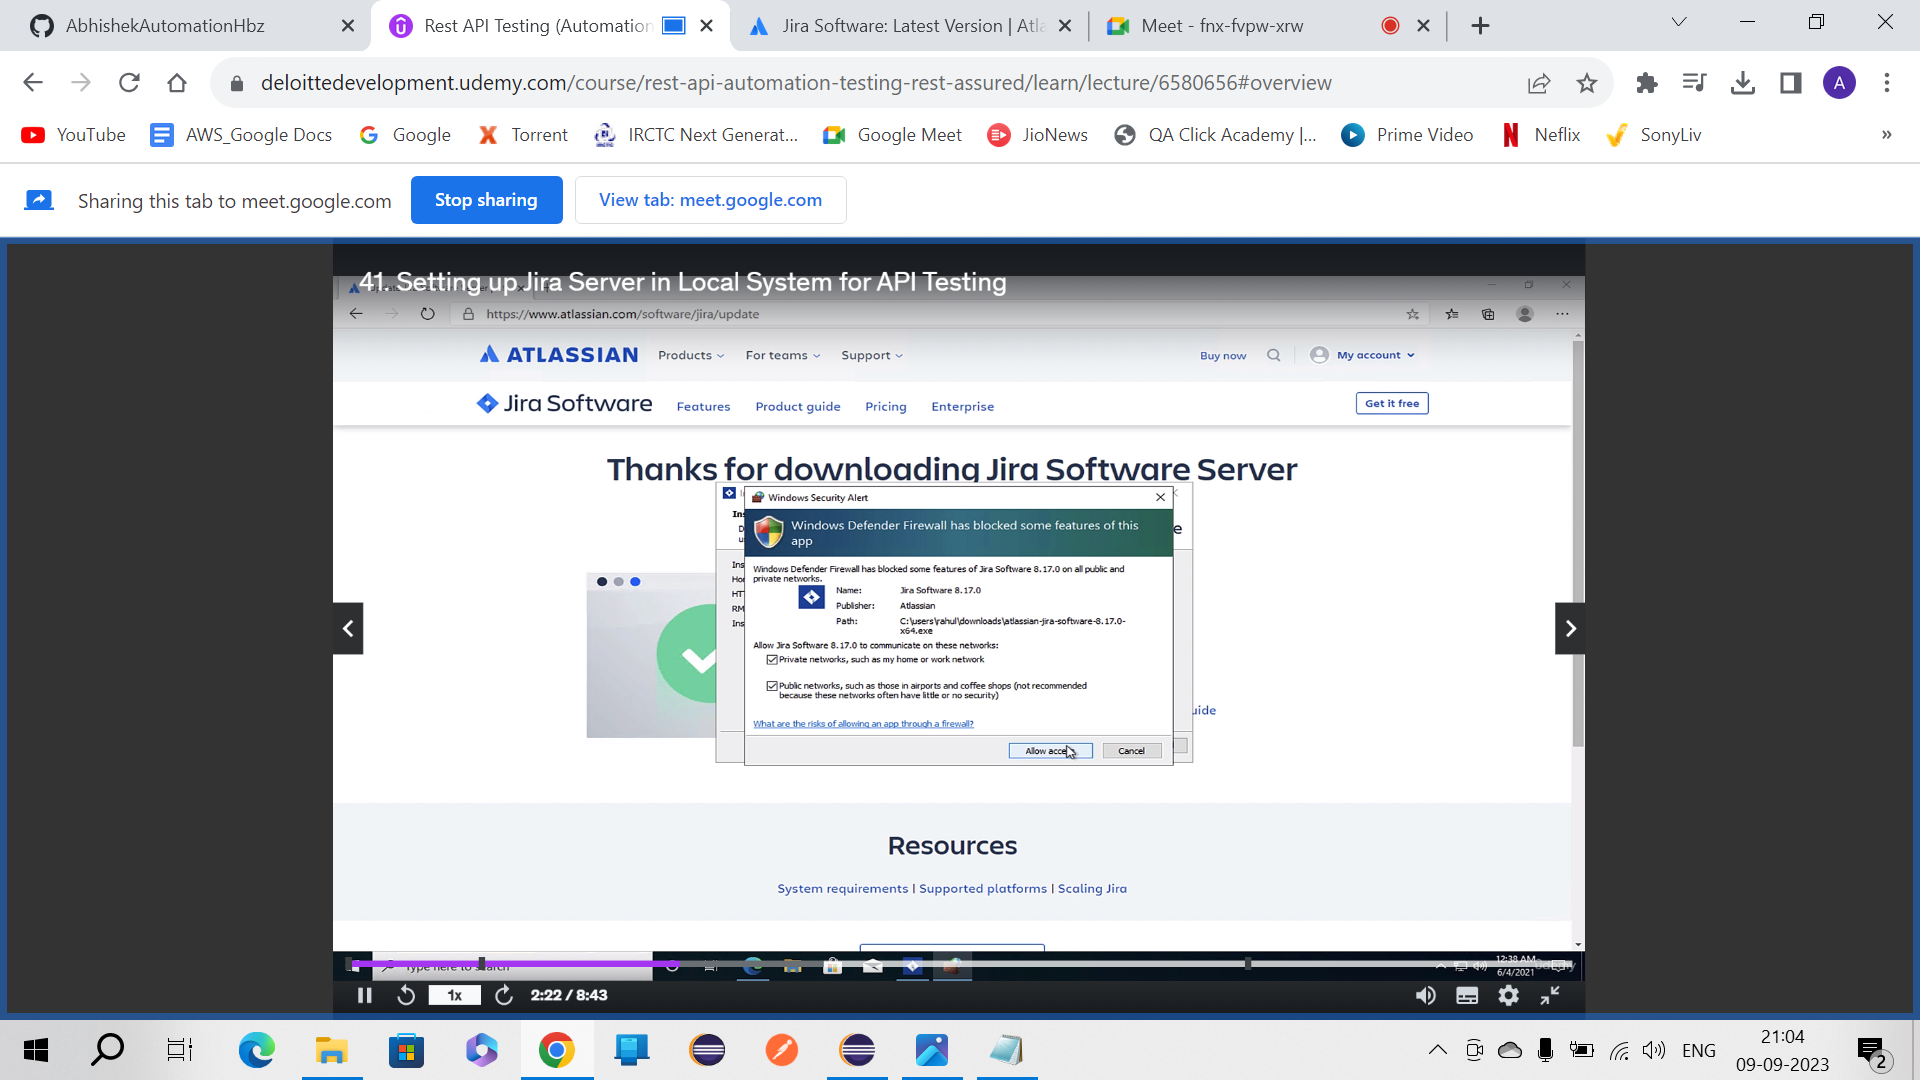 AbhishekAutomationHbz
Rest API Testing (Automation
Jira Software: Latest Version | Atla
Meet - fnx-fvpw-xrw
deloittedevelopment.udemy.com/course/rest-api-automation-testing-rest-assured/learn/lecture/6580656#overview
A
YouTube
AWS_Google Docs
Google
Torrent
IRCTC Next Generat...
Google Meet
JioNews
QA Click Academy |...
Prime Video
Neflix
SonyLiv
»
Sharing this tab to meet.google.com
Stop sharing
View tab: meet.google.com
41. Setting up Jira Server in Local System for API Testing
https://www.atlassian.com/software/jira/update
ATLASSIAN
Products
For teams
Support
Buy now
My account
Jira Software
Features
Product guide
Pricing
Enterprise
Get it free
Thanks for downloading Jira Software Server
Windows Security Alert
Windows Defender Firewall has blocked some features of this
app
Windows Defender Firewall has blocked some features of Jira Software 8.17.0 on all public and
private networks.
Name: Jira Software 8.17.0
Publisher: Atlassian
Path: C:\users\rahul\downloads\atlassian-jira-software-8.17.0-
x64.exe
Allow Jira Software 8.17.0 to communicate on these networks:
Private networks, such as my home or work network
Public networks, such as those in airports and coffee shops (not recommended
because these networks often have little or no security)
What are the risks of allowing an app through a firewall?
Allow acce
Cancel
Ins
D
u
Ins
Ho
HT
RM
Ins
e
uide
Resources
System requirements | Supported platforms | Scaling Jira
Type here to search
12:38 AM
6/4/2021
1x
2:22 / 8:43
ENG
21:04
09-09-2023
2